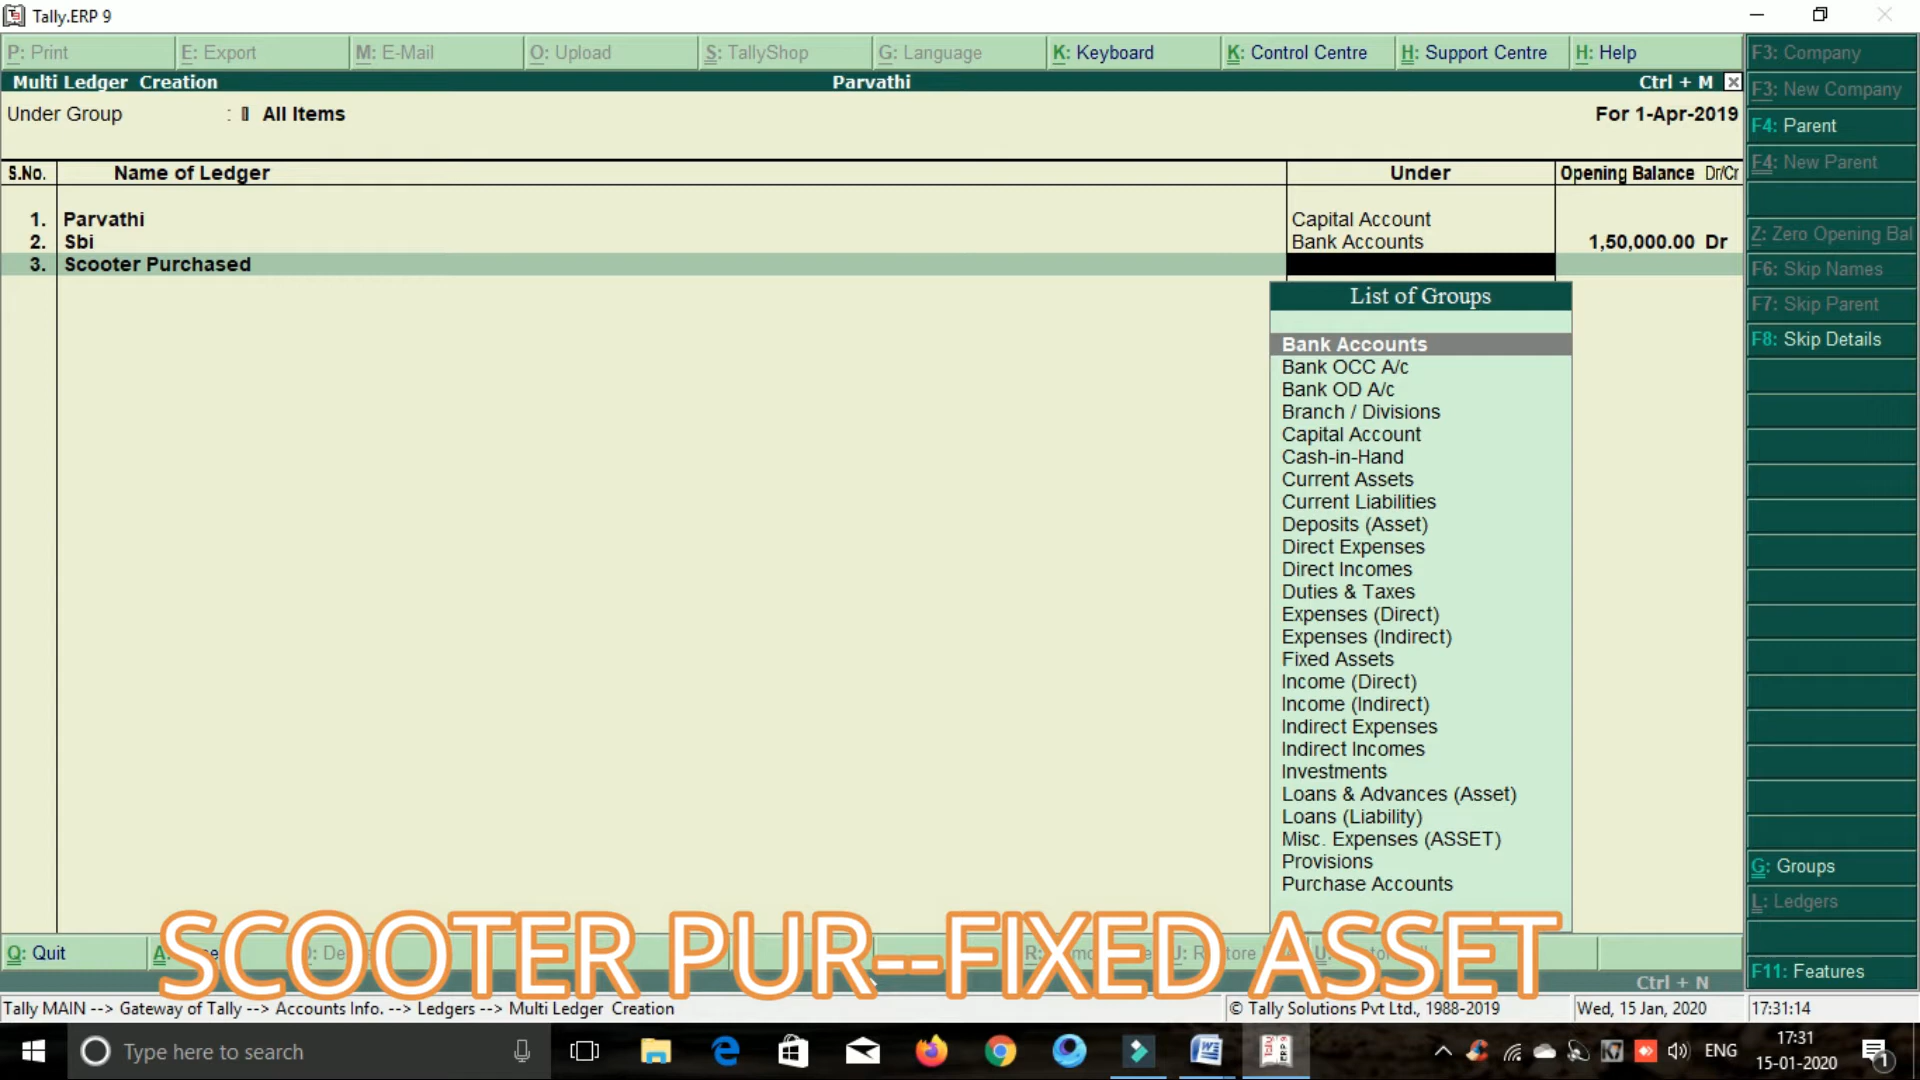 Tally.ERP 9
P: Print E: Export M: E-Mail O: Upload S: TallyShop G: Language K: Keyboard K: Control Centre H: Support Centre H: Help
Multi Ledger Creation Parvathi Ctrl + M
Under Group : All Items For 1-Apr-2019
S.No. Name of Ledger Under Opening Balance Dr/Cr
1. Parvathi Capital Account
2. Sbi Bank Accounts 1,50,000.00 Dr
3. Scooter Purchased
List of Groups
Bank Accounts
Bank OCC A/c
Bank OD A/c
Branch / Divisions
Capital Account
Cash-in-Hand
Current Assets
Current Liabilities
Deposits (Asset)
Direct Expenses
Direct Incomes
Duties & Taxes
Expenses (Direct)
Expenses (Indirect)
Fixed Assets
Income (Direct)
Income (Indirect)
Indirect Expenses
Indirect Incomes
Investments
Loans & Advances (Asset)
Loans (Liability)
Misc. Expenses (ASSET)
Provisions
Purchase Accounts
F3: Company
F3: New Company
F4: Parent
F4: New Parent
Z: Zero Opening Bal
F6: Skip Names
F7: Skip Parent
F8: Skip Details
G: Groups
L: Ledgers
F11: Features
SCOOTER PUR--FIXED ASSET
Q: Quit
Ctrl + N
Tally MAIN --> Gateway of Tally --> Accounts Info. --> Ledgers --> Multi Ledger Creation © Tally Solutions Pvt Ltd., 1988-2019 Wed, 15 Jan, 2020 17:31:14
Type here to search
ENG
17:31
15-01-2020
1